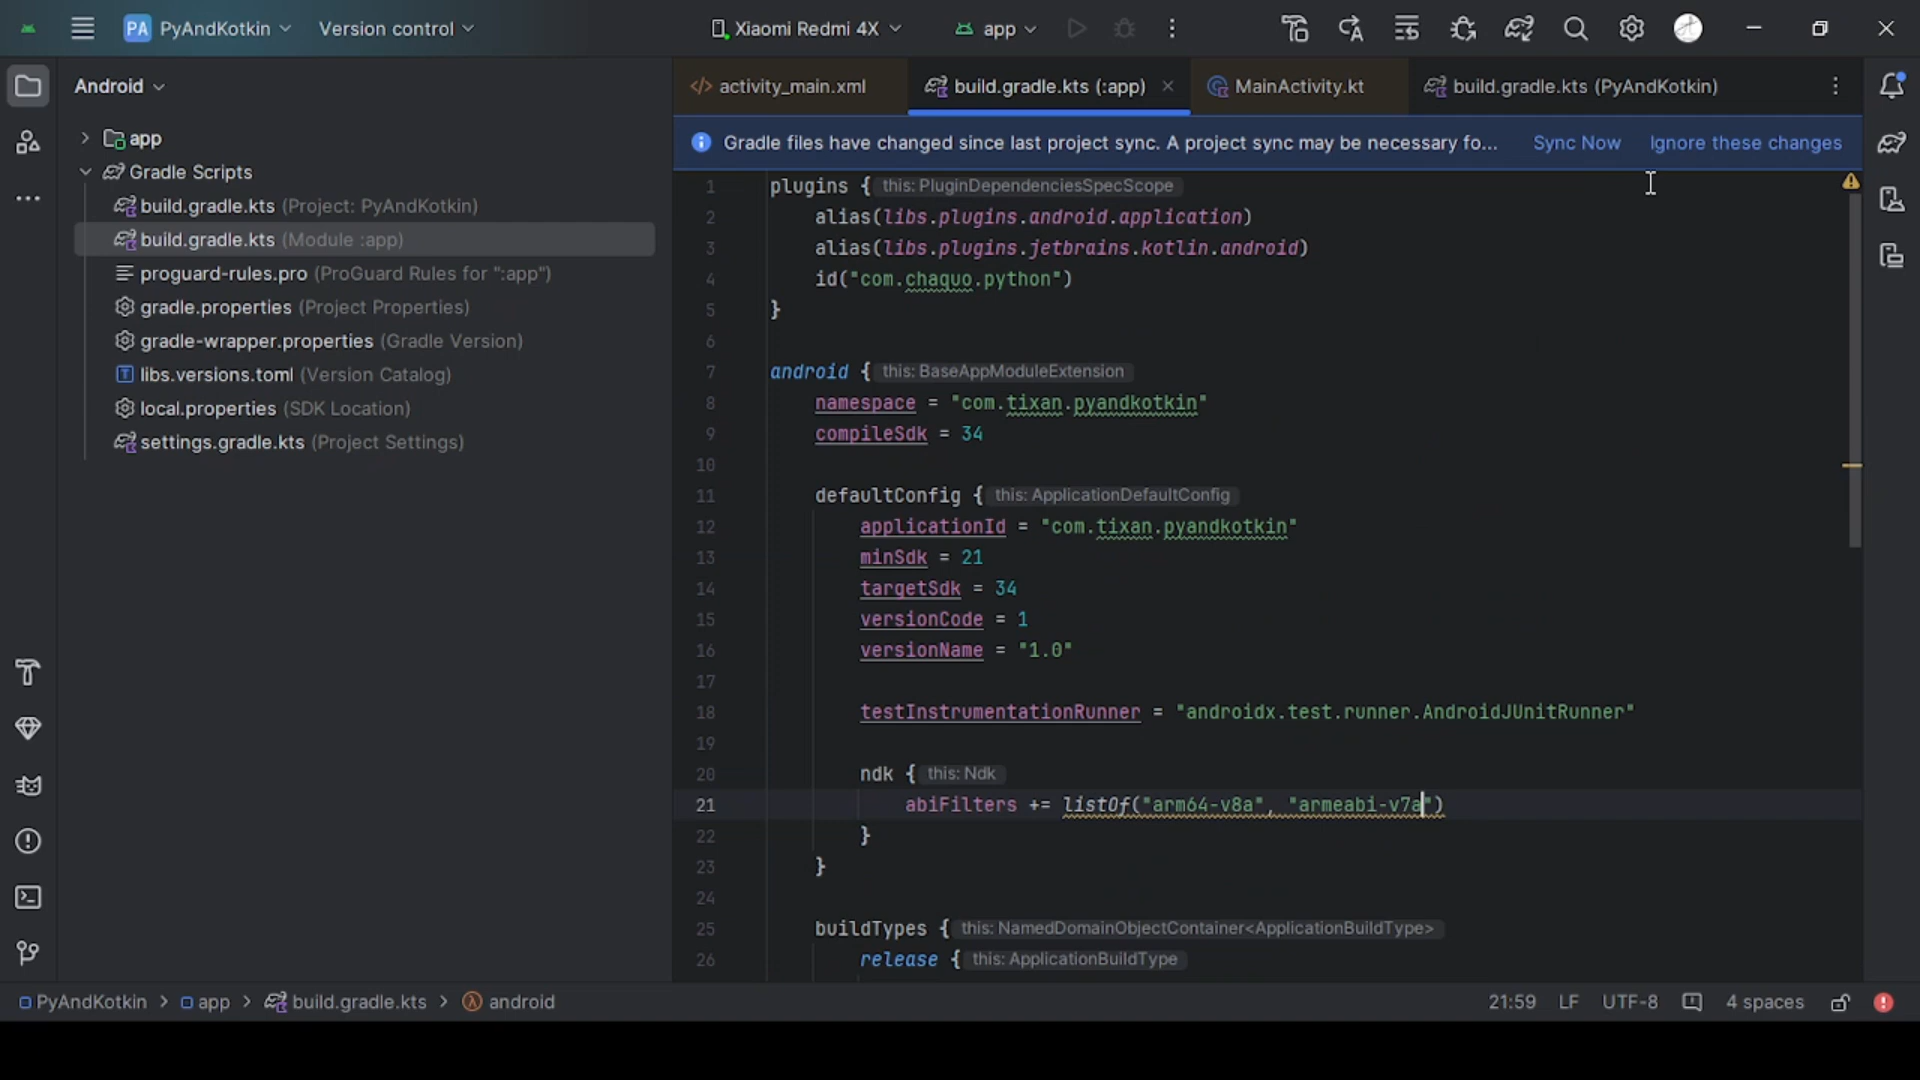 PA PyAndKotkin Version control Xiaomi Redmi 4X app
Android
app
Gradle Scripts
build.gradle.kts (Project: PyAndKotkin)
build.gradle.kts (Module :app)
proguard-rules.pro (ProGuard Rules for ":app")
gradle.properties (Project Properties)
gradle-wrapper.properties (Gradle Version)
libs.versions.toml (Version Catalog)
local.properties (SDK Location)
settings.gradle.kts (Project Settings)
activity_main.xml build.gradle.kts (:app) MainActivity.kt build.gradle.kts (PyAndKotkin)
Gradle files have changed since last project sync. A project sync may be necessary fo... Sync Now Ignore these changes
1 plugins { this: PluginDependenciesSpecScope
2 alias(libs.plugins.android.application)
3 alias(libs.plugins.jetbrains.kotlin.android)
4 id("com.chaquo.python")
5 }
6
7 android { this: BaseAppModuleExtension
8 namespace = "com.tixan.pyandkotkin"
9 compileSdk = 34
10
11 defaultConfig { this: ApplicationDefaultConfig
12 applicationId = "com.tixan.pyandkotkin"
13 minSdk = 21
14 targetSdk = 34
15 versionCode = 1
16 versionName = "1.0"
17
18 testInstrumentationRunner = "androidx.test.runner.AndroidJUnitRunner"
19
20 ndk { this: Ndk
21 abiFilters += listOf("arm64-v8a", "armeabi-v7a")
22 }
23 }
24
25 buildTypes { this: NamedDomainObjectContainer<ApplicationBuildType>
26 release { this: ApplicationBuildType
PyAndKotkin > app > build.gradle.kts > android 21:59 LF UTF-8 4 spaces